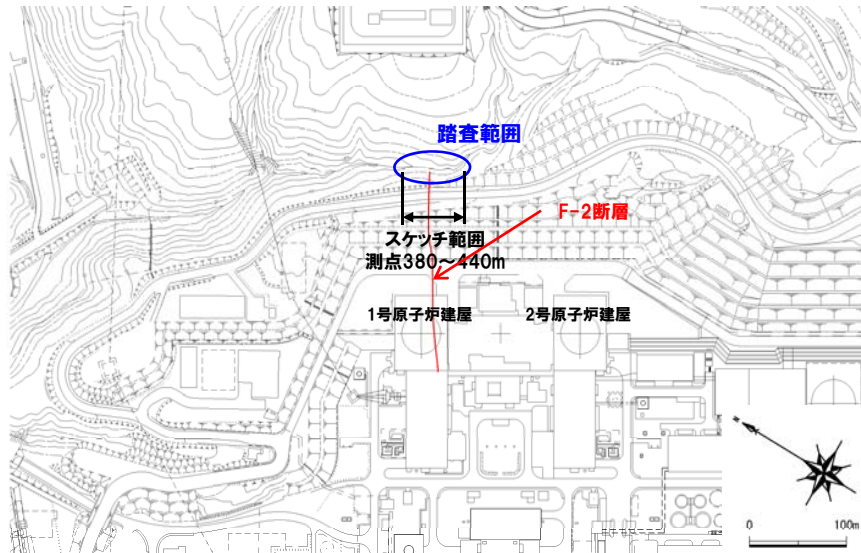 踏査範囲
F-2断層
スケッチ範囲
測点380～440m
1号原子炉建屋
2号原子炉建屋
N
0 100m